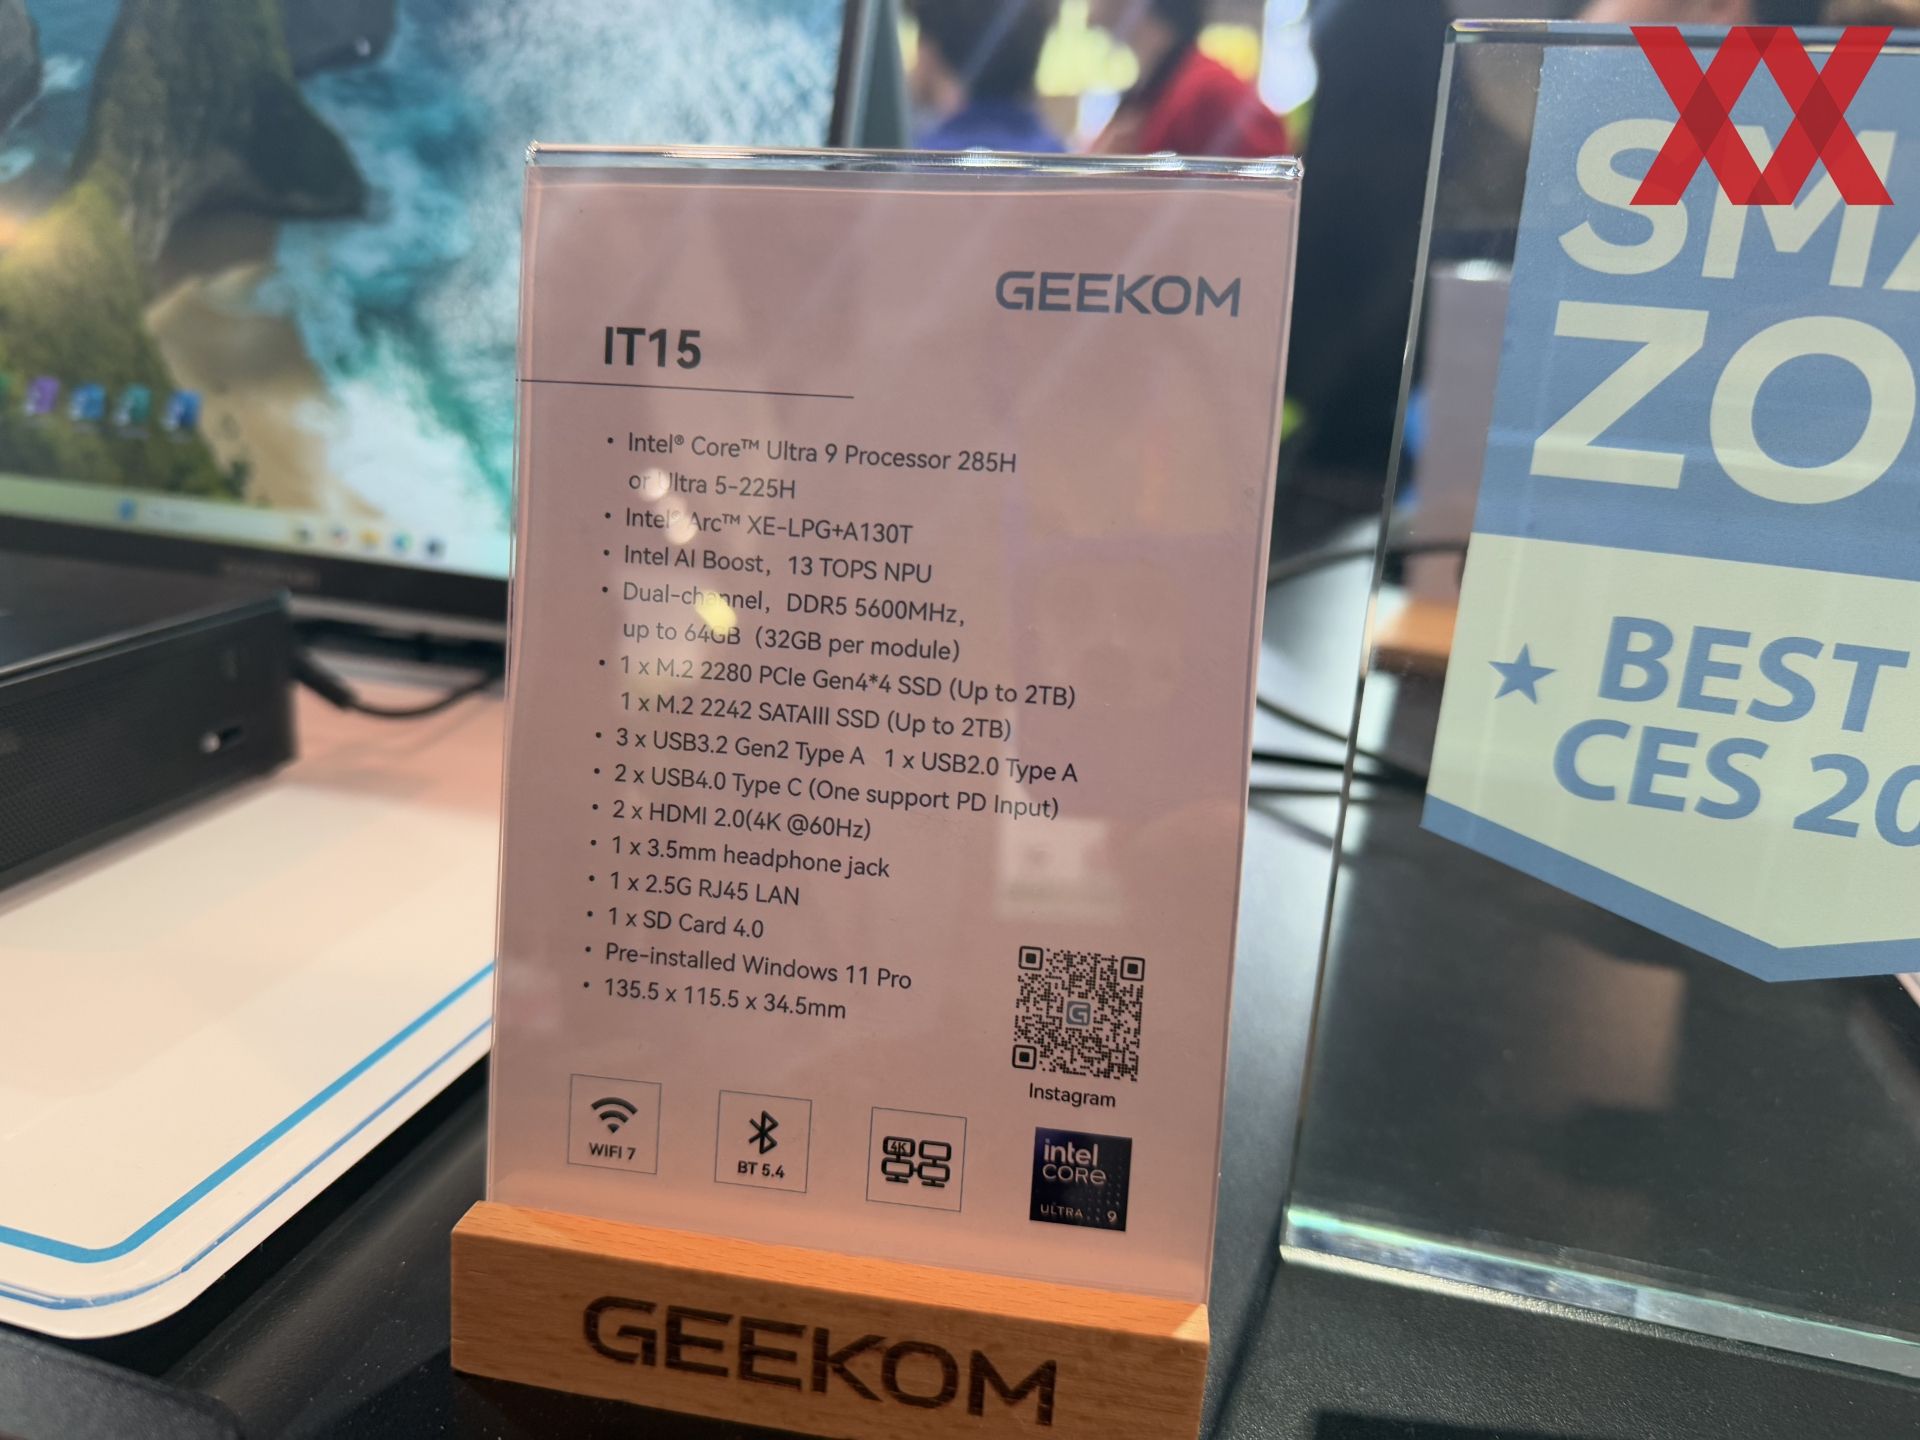 GEEKOM
IT15
• Intel® Core™ Ultra 9 Processor 285H
or Ultra 5-225H
• Intel® Arc™ XE-LPG+A130T
• Intel AI Boost, 13 TOPS NPU
• Dual-channel, DDR5 5600MHz,
up to 64GB (32GB per module)
• 1 x M.2 2280 PCIe Gen4*4 SSD (Up to 2TB)
1 x M.2 2242 SATAIII SSD (Up to 2TB)
• 3 x USB3.2 Gen2 Type A 1 x USB2.0 Type A
• 2 x USB4.0 Type C (One support PD Input)
• 2 x HDMI 2.0(4K @60Hz)
• 1 x 3.5mm headphone jack
• 1 x 2.5G RJ45 LAN
• 1 x SD Card 4.0
• Pre-installed Windows 11 Pro
• 135.5 x 115.5 x 34.5mm
Instagram
WIFI 7
BT 5.4
4K
intel
CORE
ULTRA 9
GEEKOM
SM
ZO
★ BEST
CES 20